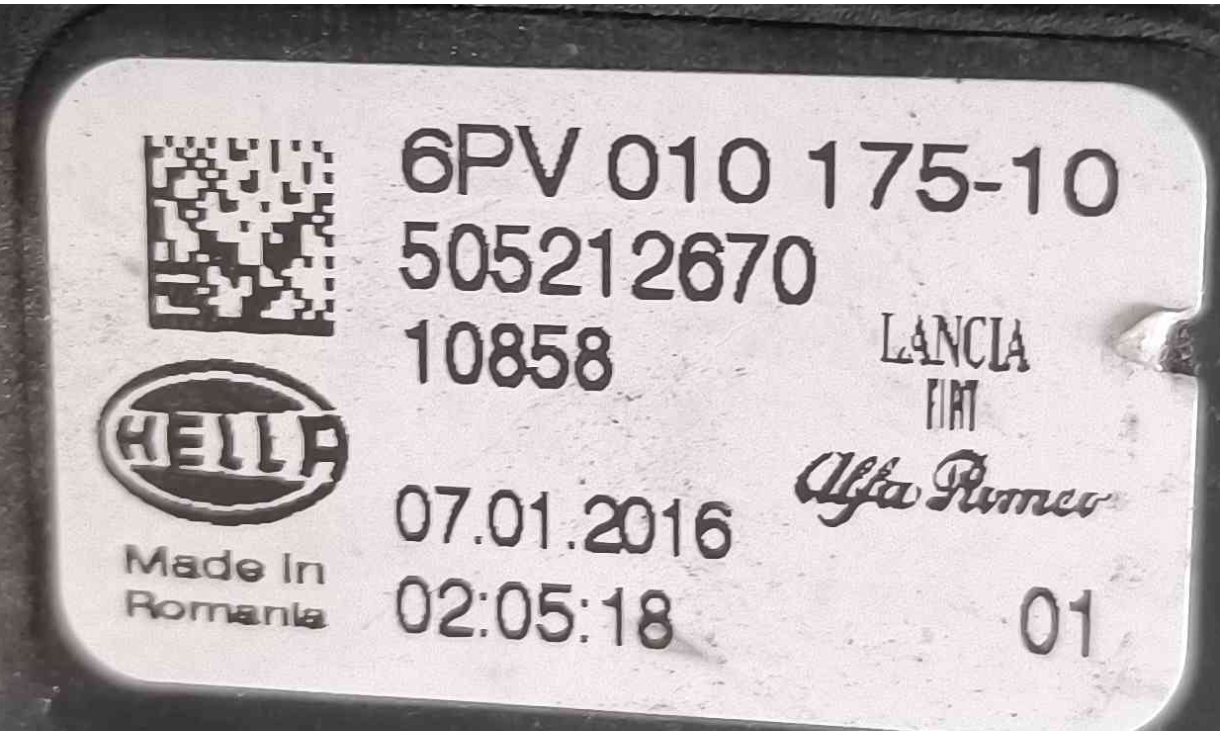 6PV 010 175-10
505212670
10858
LANCIA
FIAT
Alfa Romeo
HELLA
07.01.2016
Made in
Romania
02:05:18
01